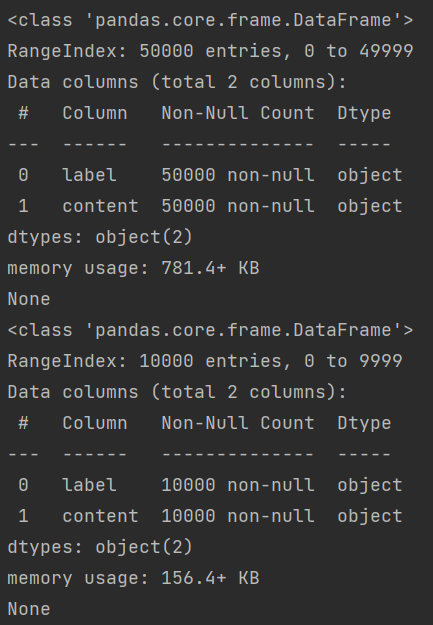 <class 'pandas.core.frame.DataFrame'>
RangeIndex: 50000 entries, 0 to 49999
Data columns (total 2 columns):
 #   Column   Non-Null Count  Dtype
---  ------   --------------  -----
 0   label    50000 non-null  object
 1   content  50000 non-null  object
dtypes: object(2)
memory usage: 781.4+ KB
None
<class 'pandas.core.frame.DataFrame'>
RangeIndex: 10000 entries, 0 to 9999
Data columns (total 2 columns):
 #   Column   Non-Null Count  Dtype
---  ------   --------------  -----
 0   label    10000 non-null  object
 1   content  10000 non-null  object
dtypes: object(2)
memory usage: 156.4+ KB
None